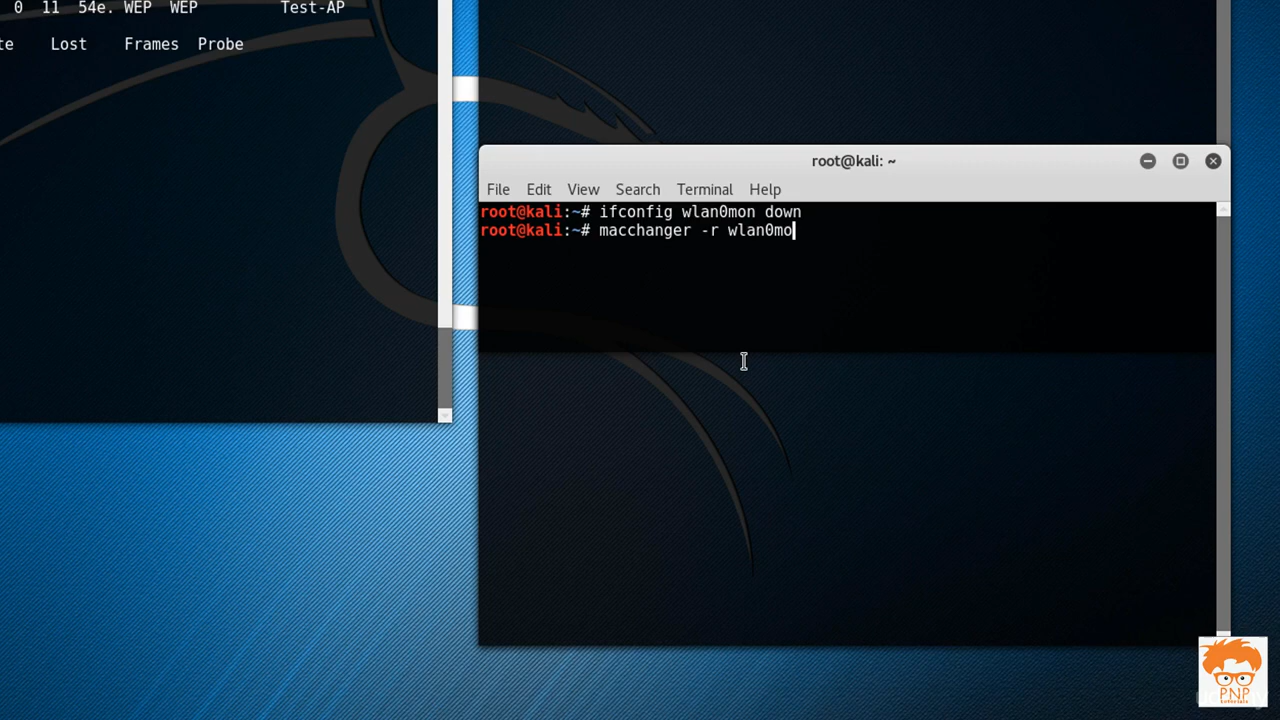 0 11 54e. WEP WEP Test-AP
te Lost Frames Probe
root@kali: ~
File Edit View Search Terminal Help
root@kali:~# ifconfig wlan0mon down
root@kali:~# macchanger -r wlan0mo
PNP
tutorials